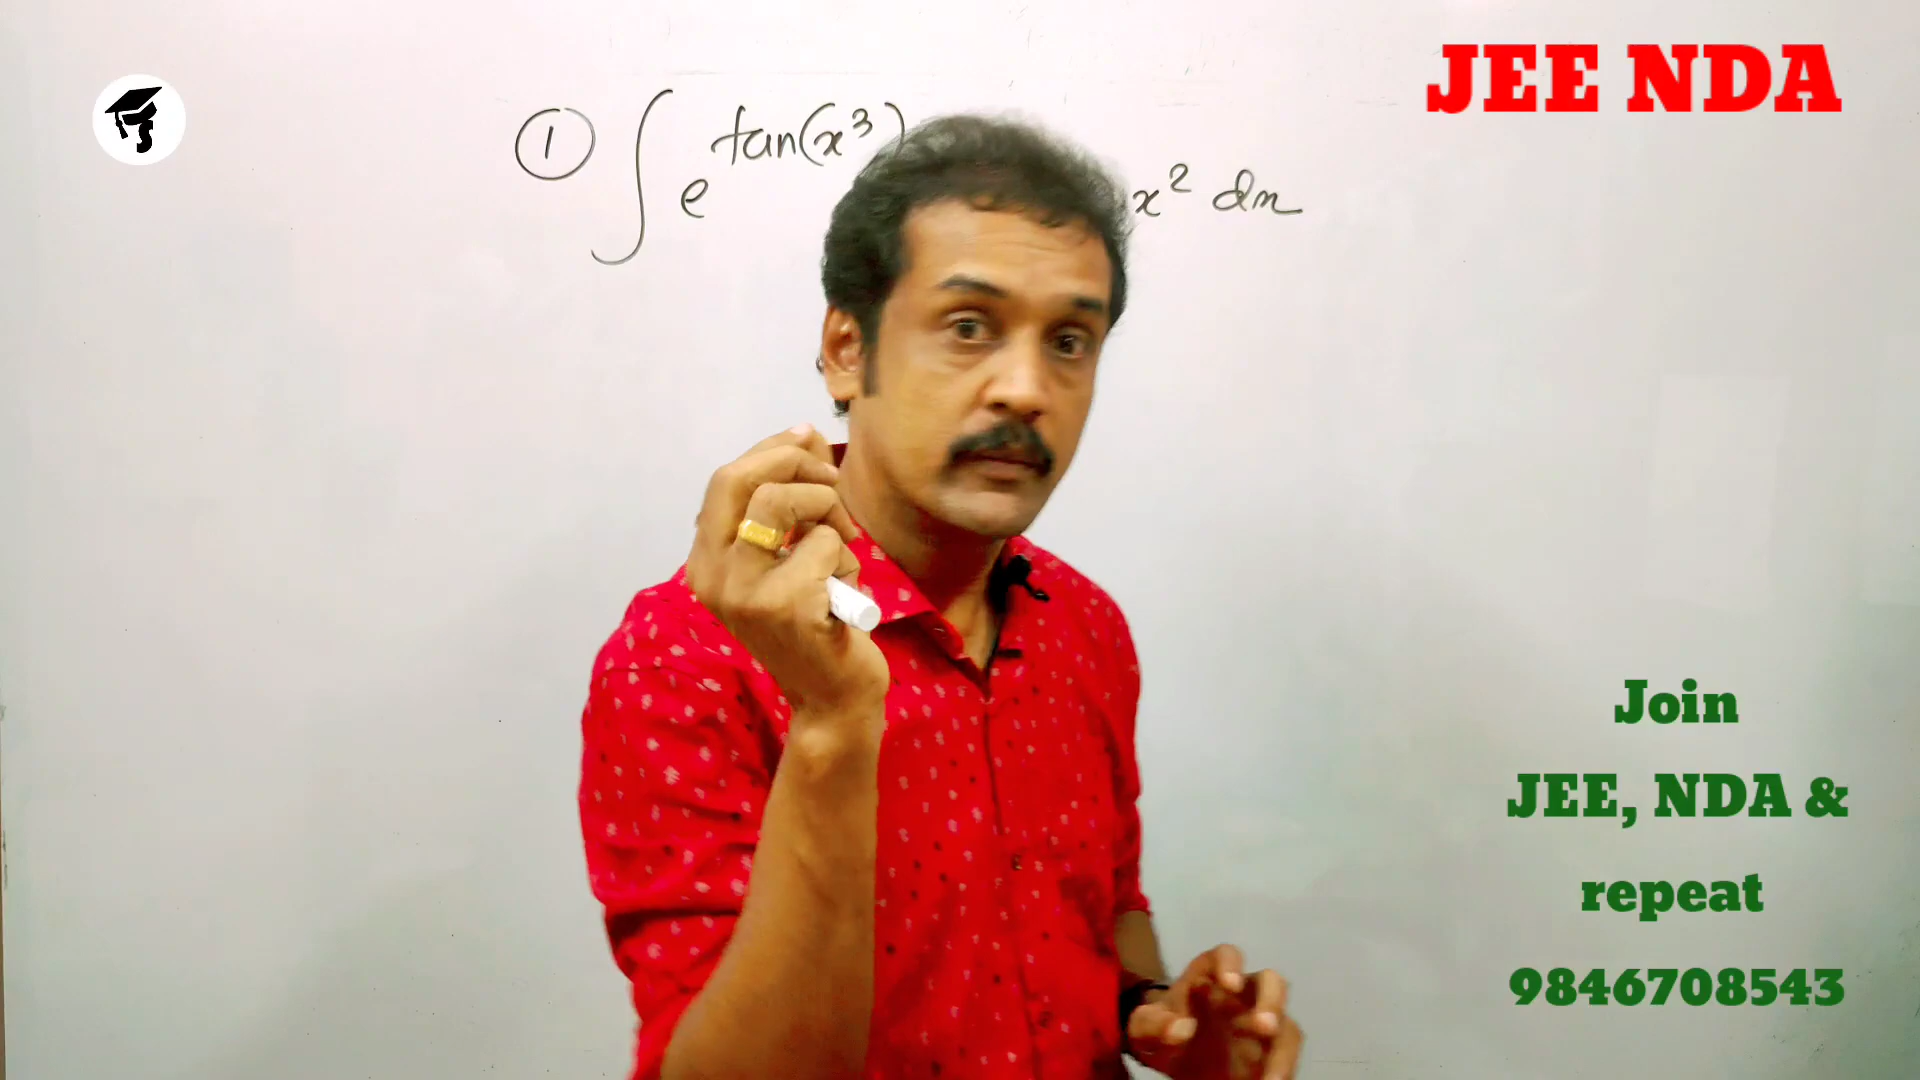 JEE NDA
① ∫ e^tan(x³) x² dx
Join
JEE, NDA &
repeat
9846708543